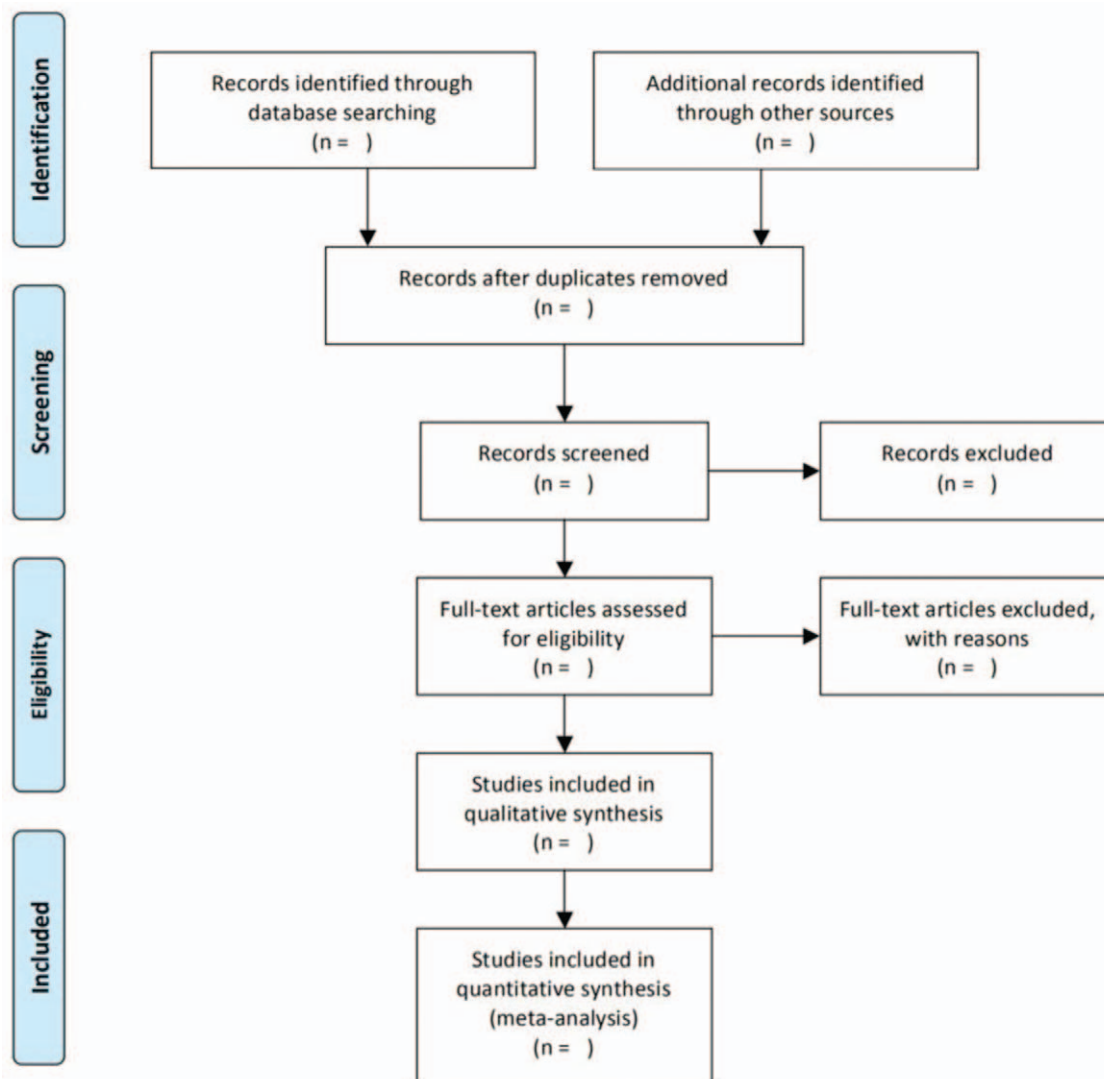 Identification
Records identified through
database searching
(n =   )
Additional records identified
through other sources
(n =   )
Records after duplicates removed
(n =   )
Screening
Records screened
(n =   )
Records excluded
(n =   )
Eligibility
Full-text articles assessed
for eligibility
(n =   )
Full-text articles excluded,
with reasons
(n =   )
Studies included in
qualitative synthesis
(n =   )
Included
Studies included in
quantitative synthesis
(meta-analysis)
(n =   )